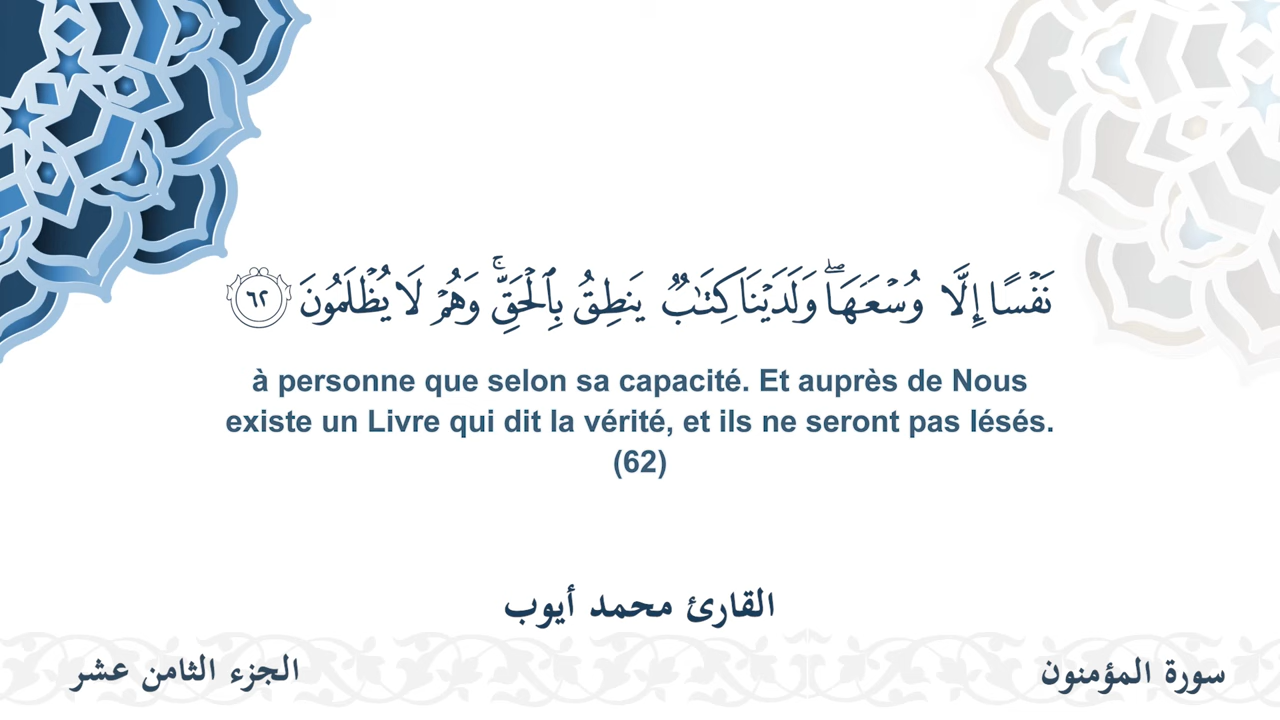 نَفْسًا إِلَّا وُسْعَهَا ۖ وَلَدَيْنَا كِتَـٰبٌ يَنطِقُ بِٱلْحَقِّ ۚ وَهُمْ لَا يُظْلَمُونَ ٦٢
à personne que selon sa capacité. Et auprès de Nous
existe un Livre qui dit la vérité, et ils ne seront pas lésés.
(62)
القارئ محمد أيوب
سورة المؤمنون
الجزء الثامن عشر